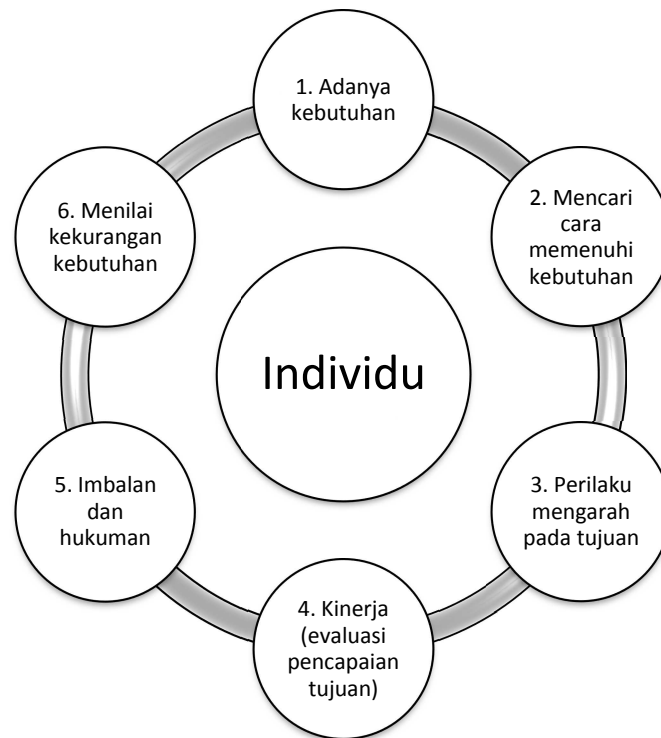 1. Adanya
kebutuhan
2. Mencari
cara
memenuhi
kebutuhan
3. Perilaku
mengarah
pada tujuan
4. Kinerja
(evaluasi
pencapaian
tujuan)
5. Imbalan
dan
hukuman
6. Menilai
kekurangan
kebutuhan
Individu